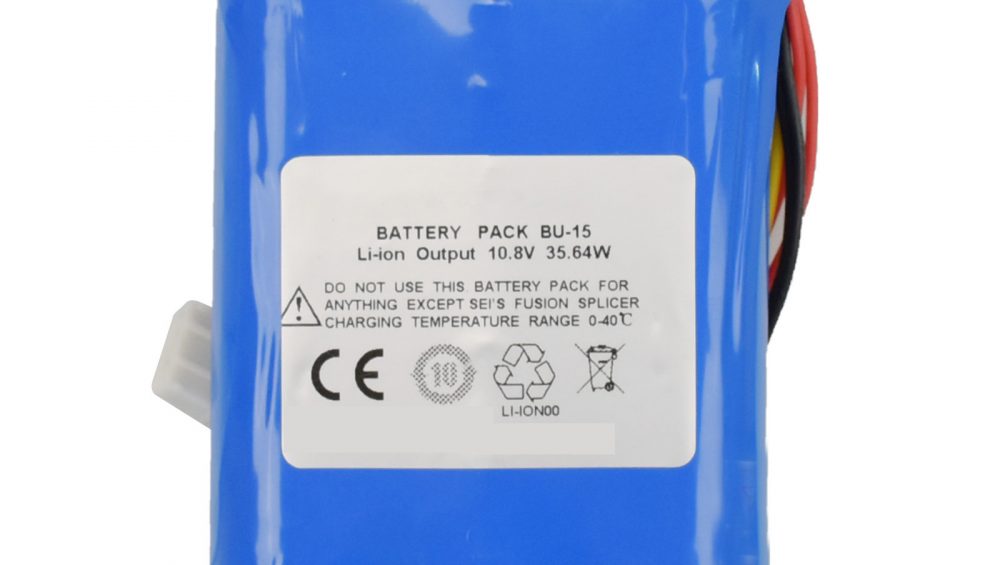 BATTERY PACK BU-15
Li-ion Output 10.8V 35.64W
DO NOT USE THIS BATTERY PACK FOR
ANYTHING EXCEPT SEI'S FUSION SPLICER
CHARGING TEMPERATURE RANGE 0-40℃
CE 10
LI-ION00